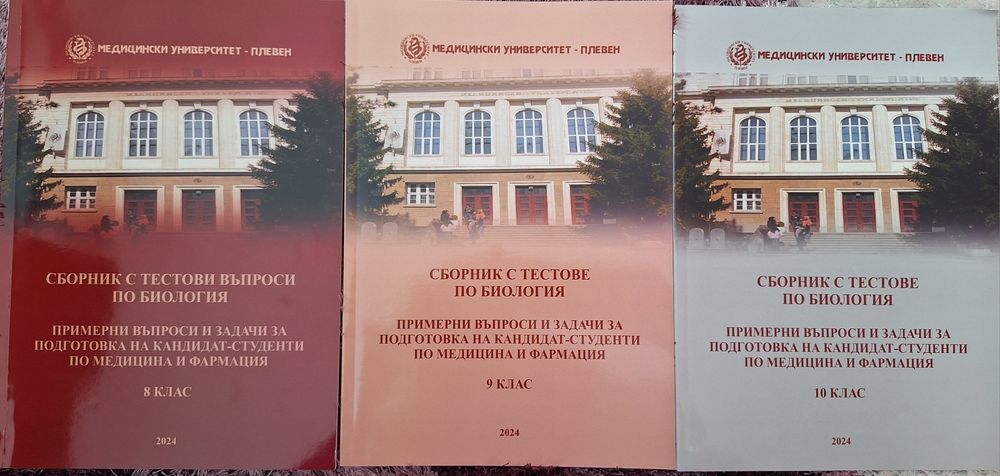 МЕДИЦИНСКИ УНИВЕРСИТЕТ - ПЛЕВЕН
СБОРНИК С ТЕСТОВИ ВЪПРОСИ
ПО БИОЛОГИЯ
ПРИМЕРНИ ВЪПРОСИ И ЗАДАЧИ ЗА
ПОДГОТОВКА НА КАНДИДАТ-СТУДЕНТИ
ПО МЕДИЦИНА И ФАРМАЦИЯ
8 КЛАС
2024
МЕДИЦИНСКИ УНИВЕРСИТЕТ - ПЛЕВЕН
СБОРНИК С ТЕСТОВЕ
ПО БИОЛОГИЯ
ПРИМЕРНИ ВЪПРОСИ И ЗАДАЧИ ЗА
ПОДГОТОВКА НА КАНДИДАТ-СТУДЕНТИ
ПО МЕДИЦИНА И ФАРМАЦИЯ
9 КЛАС
2024
МЕДИЦИНСКИ УНИВЕРСИТЕТ - ПЛЕВЕН
СБОРНИК С ТЕСТОВЕ
ПО БИОЛОГИЯ
ПРИМЕРНИ ВЪПРОСИ И ЗАДАЧИ ЗА
ПОДГОТОВКА НА КАНДИДАТ-СТУДЕНТИ
ПО МЕДИЦИНА И ФАРМАЦИЯ
10 КЛАС
2024